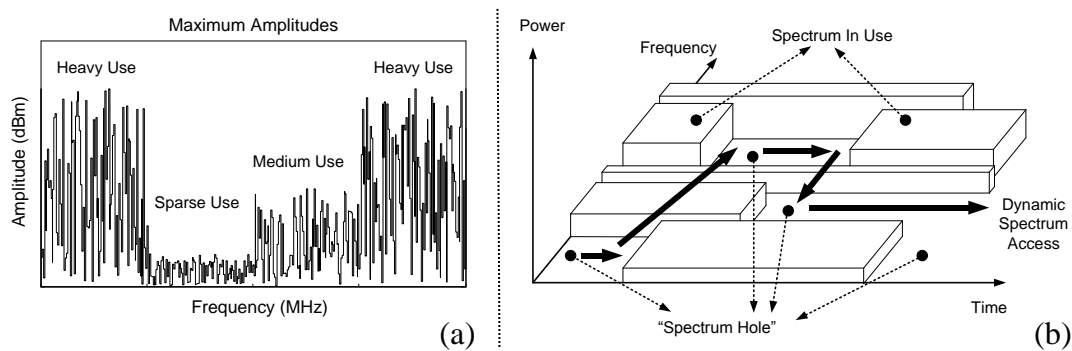 Maximum Amplitudes
Heavy Use
Heavy Use
Medium Use
Sparse Use
Amplitude (dBm)
Frequency (MHz)
(a)
Power
Frequency
Spectrum In Use
Dynamic
Spectrum
Access
Time
“Spectrum Hole”
(b)